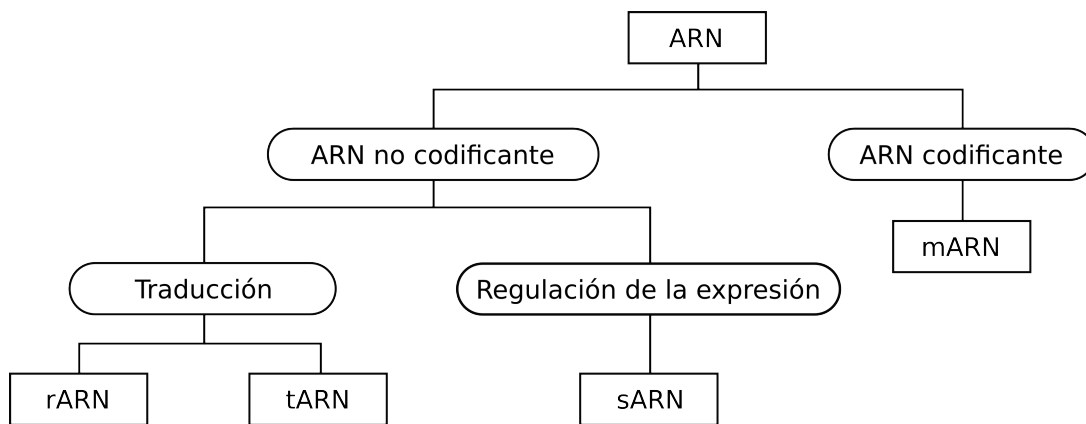 ARN
ARN no codificante
ARN codificante
mARN
Traducción
Regulación de la expresión
rARN
tARN
sARN